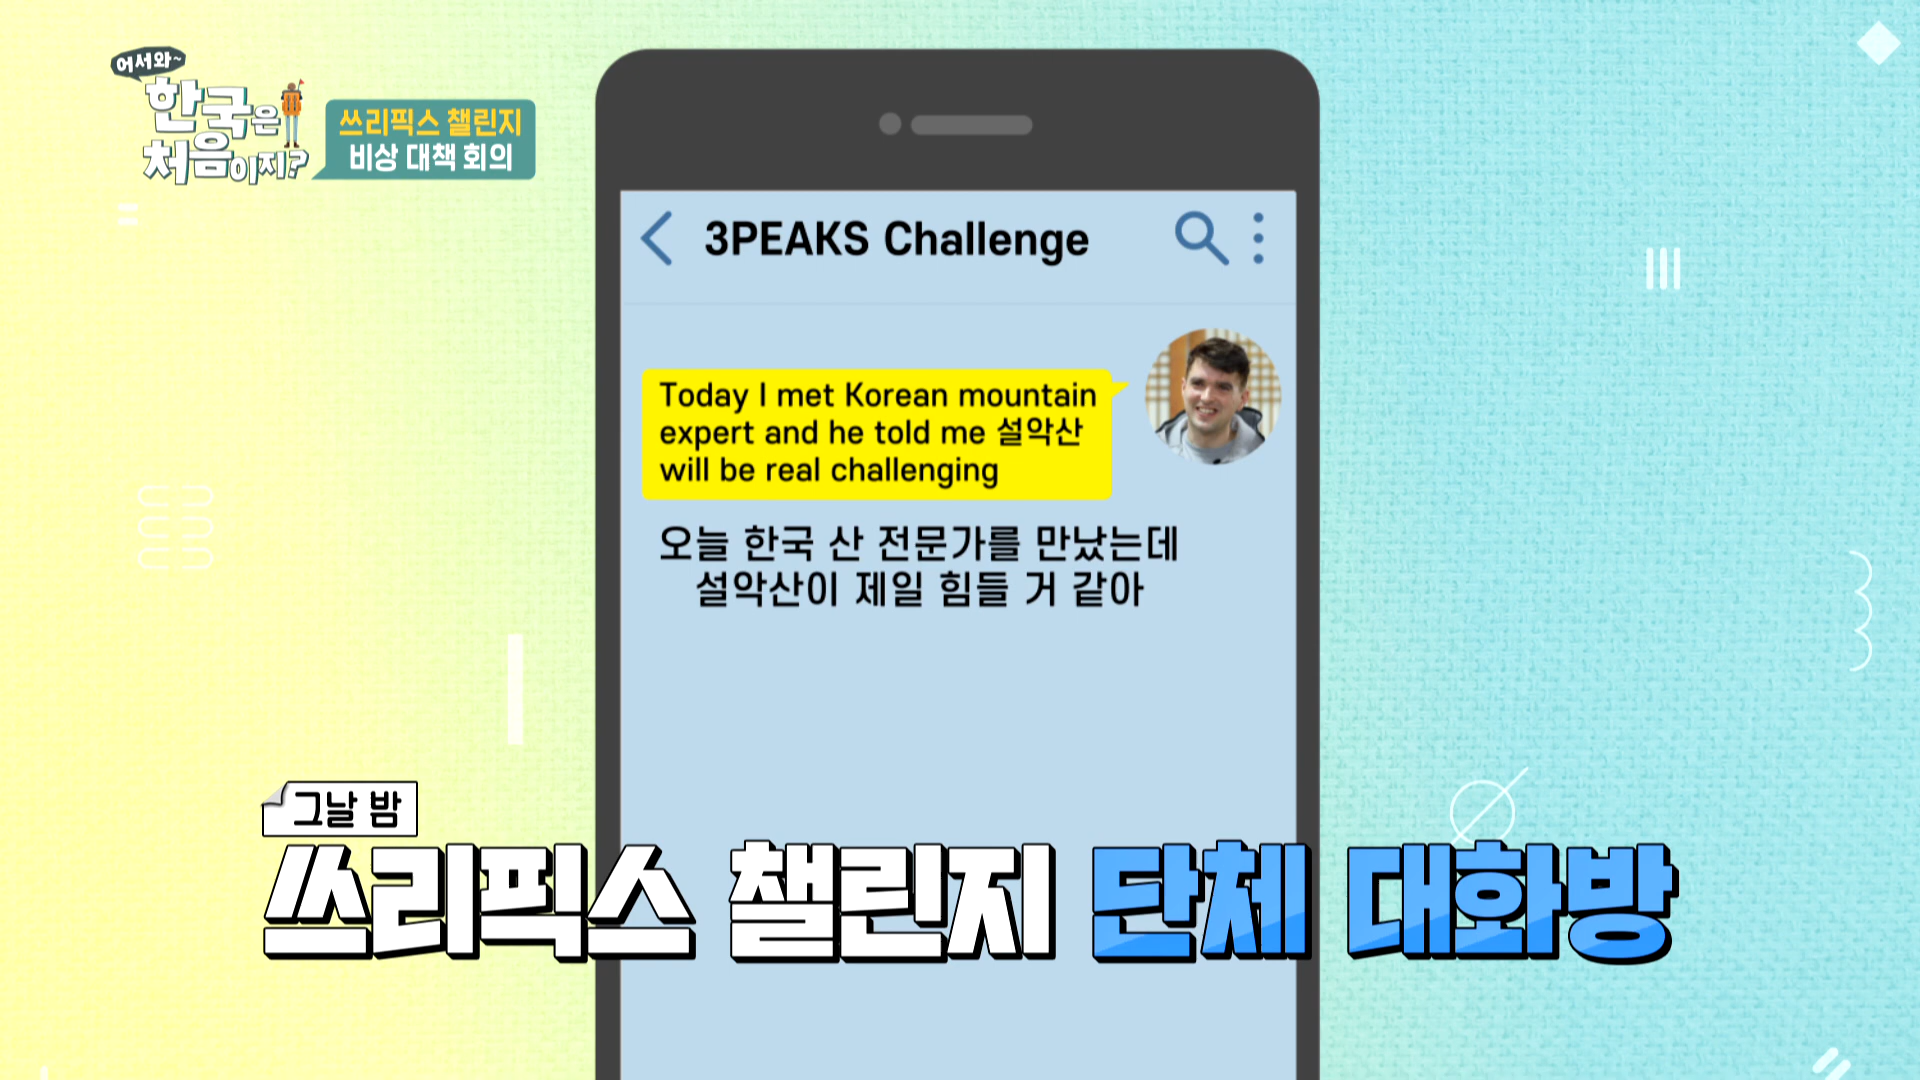 어서와~
한국은
처음이지?
쓰리픽스 챌린지
비상 대책 회의
3PEAKS Challenge
Today I met Korean mountain
expert and he told me 설악산
will be real challenging
오늘 한국 산 전문가를 만났는데
설악산이 제일 힘들 거 같아
그날 밤
쓰리픽스 챌린지 단체 대화방